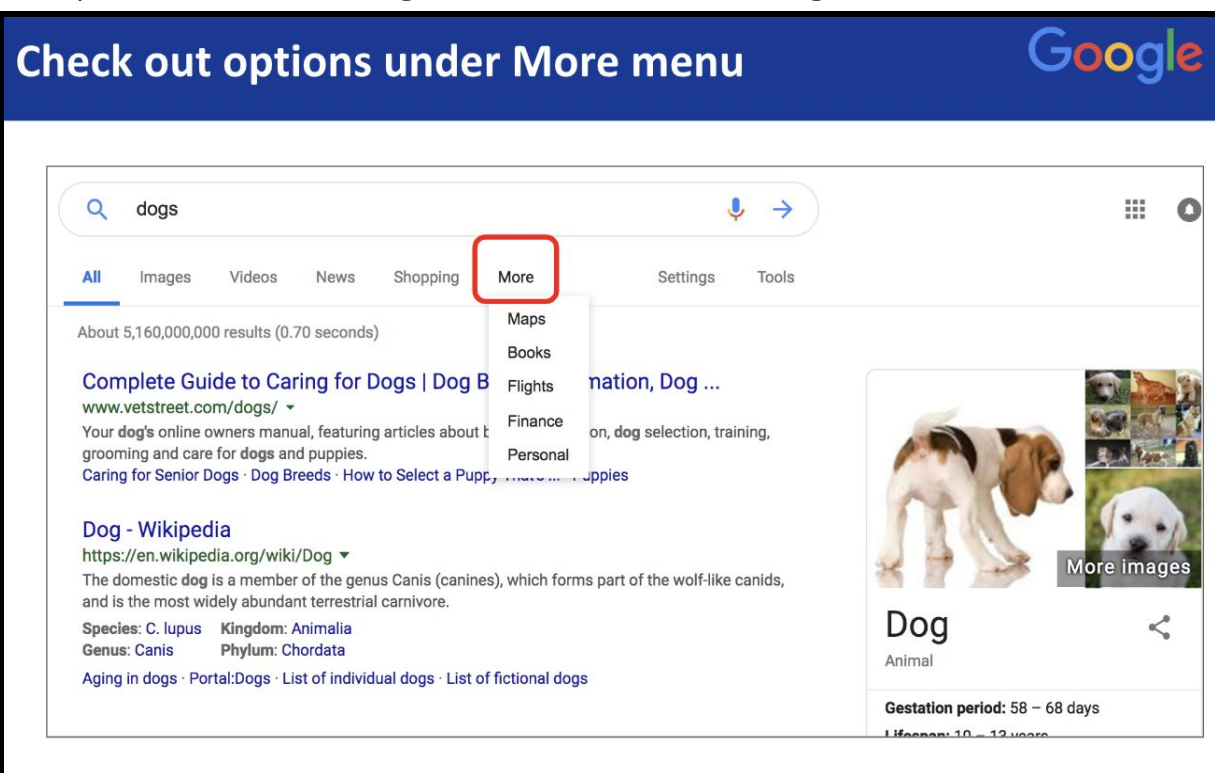 Check out options under More menu
Google
dogs
All Images Videos News Shopping More Settings Tools
Maps
Books
Flights
Finance
Personal
About 5,160,000,000 results (0.70 seconds)
Complete Guide to Caring for Dogs | Dog B mation, Dog ...
www.vetstreet.com/dogs/
Your dog's online owners manual, featuring articles about b on, dog selection, training,
grooming and care for dogs and puppies.
Caring for Senior Dogs · Dog Breeds · How to Select a Puppy That's ... · Puppies
Dog - Wikipedia
https://en.wikipedia.org/wiki/Dog
The domestic dog is a member of the genus Canis (canines), which forms part of the wolf-like canids,
and is the most widely abundant terrestrial carnivore.
Species: C. lupus Kingdom: Animalia
Genus: Canis Phylum: Chordata
Aging in dogs · Portal:Dogs · List of individual dogs · List of fictional dogs
More images
Dog
Animal
Gestation period: 58 – 68 days
Lifespan: 10 – 13 years